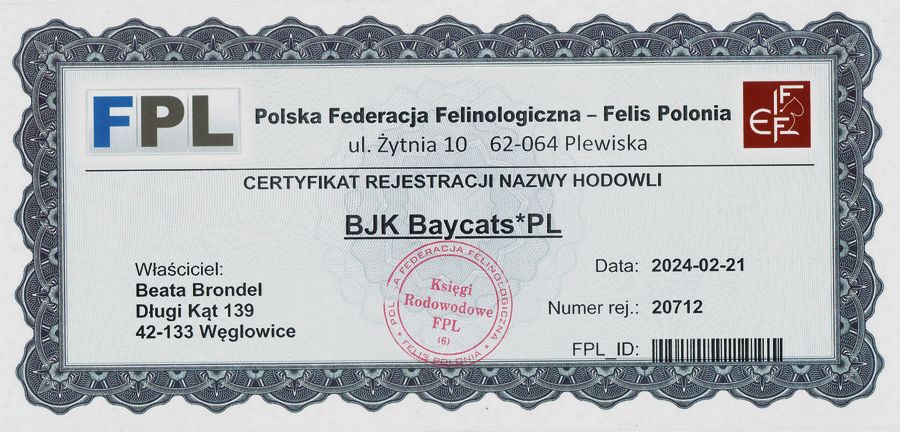 FPL
Polska Federacja Felinologiczna – Felis Polonia
FIFE
ul. Żytnia 10 62-064 Plewiska
CERTYFIKAT REJESTRACJI NAZWY HODOWLI
BJK Baycats*PL
Właściciel:
Beata Brondel
Długi Kąt 139
42-133 Węglowice
POLSKA FEDERACJA FELINOLOGICZNA
Księgi
Rodowodowe
FPL
(6)
* FELIS POLONIA *
Data: 2024-02-21
Numer rej.: 20712
FPL_ID: